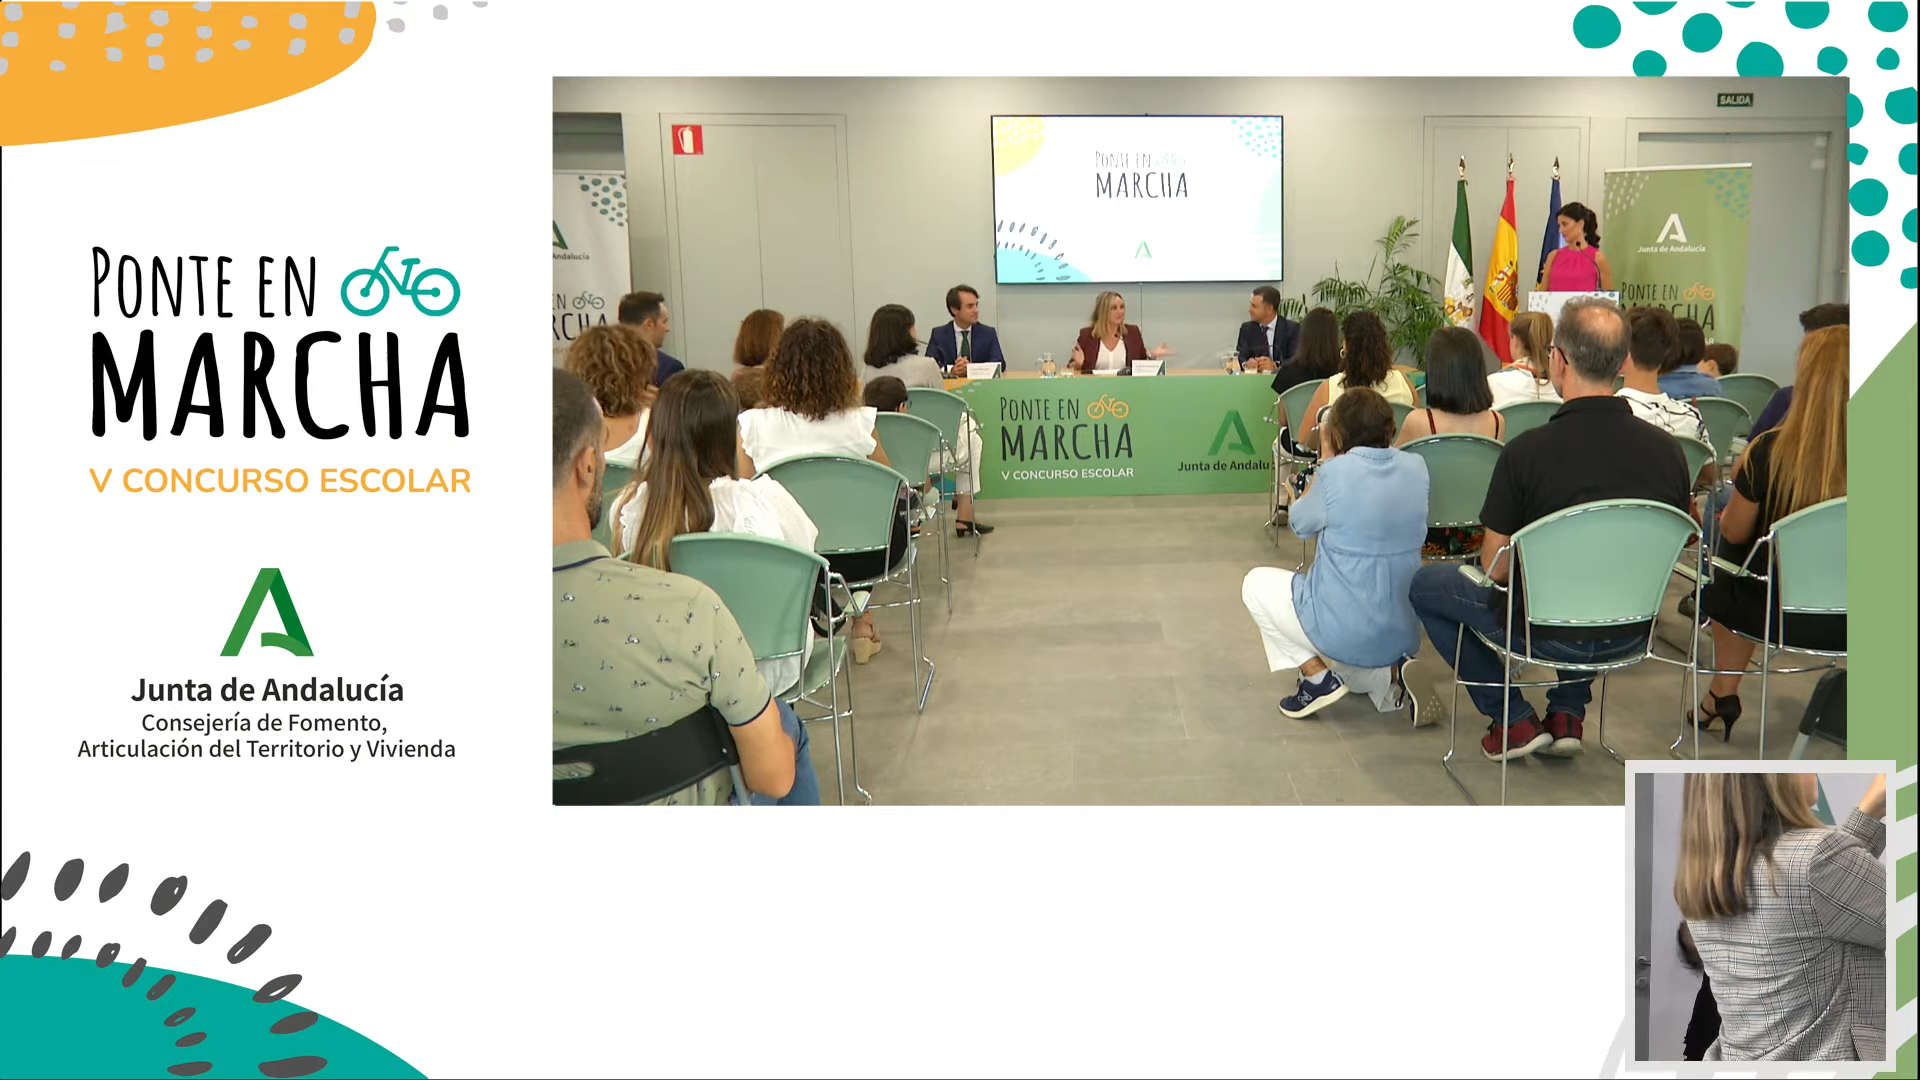 PONTE EN
MARCHA
V CONCURSO ESCOLAR
Junta de Andalucía
Consejería de Fomento,
Articulación del Territorio y Vivienda
SALIDA
PONTE EN
MARCHA
Junta de Andalucía
PONTE EN
MARCHA
PONTE EN
MARCHA
V CONCURSO ESCOLAR
Junta de Andalu